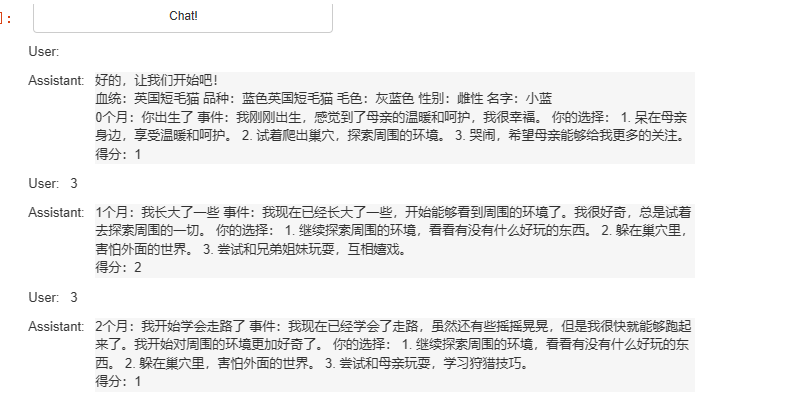 ]:
Chat!
User:
Assistant: 好的，让我们开始吧！
血统：英国短毛猫 品种：蓝色英国短毛猫 毛色：灰蓝色 性别：雌性 名字：小蓝
0个月：你出生了 事件：我刚刚出生，感觉到了母亲的温暖和呵护，我很幸福。 你的选择： 1. 呆在母亲
身边，享受温暖和呵护。 2. 试着爬出巢穴，探索周围的环境。 3. 哭闹，希望母亲能够给我更多的关注。
得分：1
User: 3
Assistant: 1个月：我长大了一些 事件：我现在已经长大了一些，开始能够看到周围的环境了。我很好奇，总是试着
去探索周围的一切。 你的选择： 1. 继续探索周围的环境，看看有没有什么好玩的东西。 2. 躲在巢穴里，
害怕外面的世界。 3. 尝试和兄弟姐妹玩耍，互相嬉戏。
得分：2
User: 3
Assistant: 2个月：我开始学会走路了 事件：我现在已经学会了走路，虽然还有些摇摇晃晃，但是我很快就能够跑起
来了。我开始对周围的环境更加好奇了。 你的选择： 1. 继续探索周围的环境，看看有没有什么好玩的东
西。 2. 躲在巢穴里，害怕外面的世界。 3. 尝试和母亲玩耍，学习狩猎技巧。
得分：1